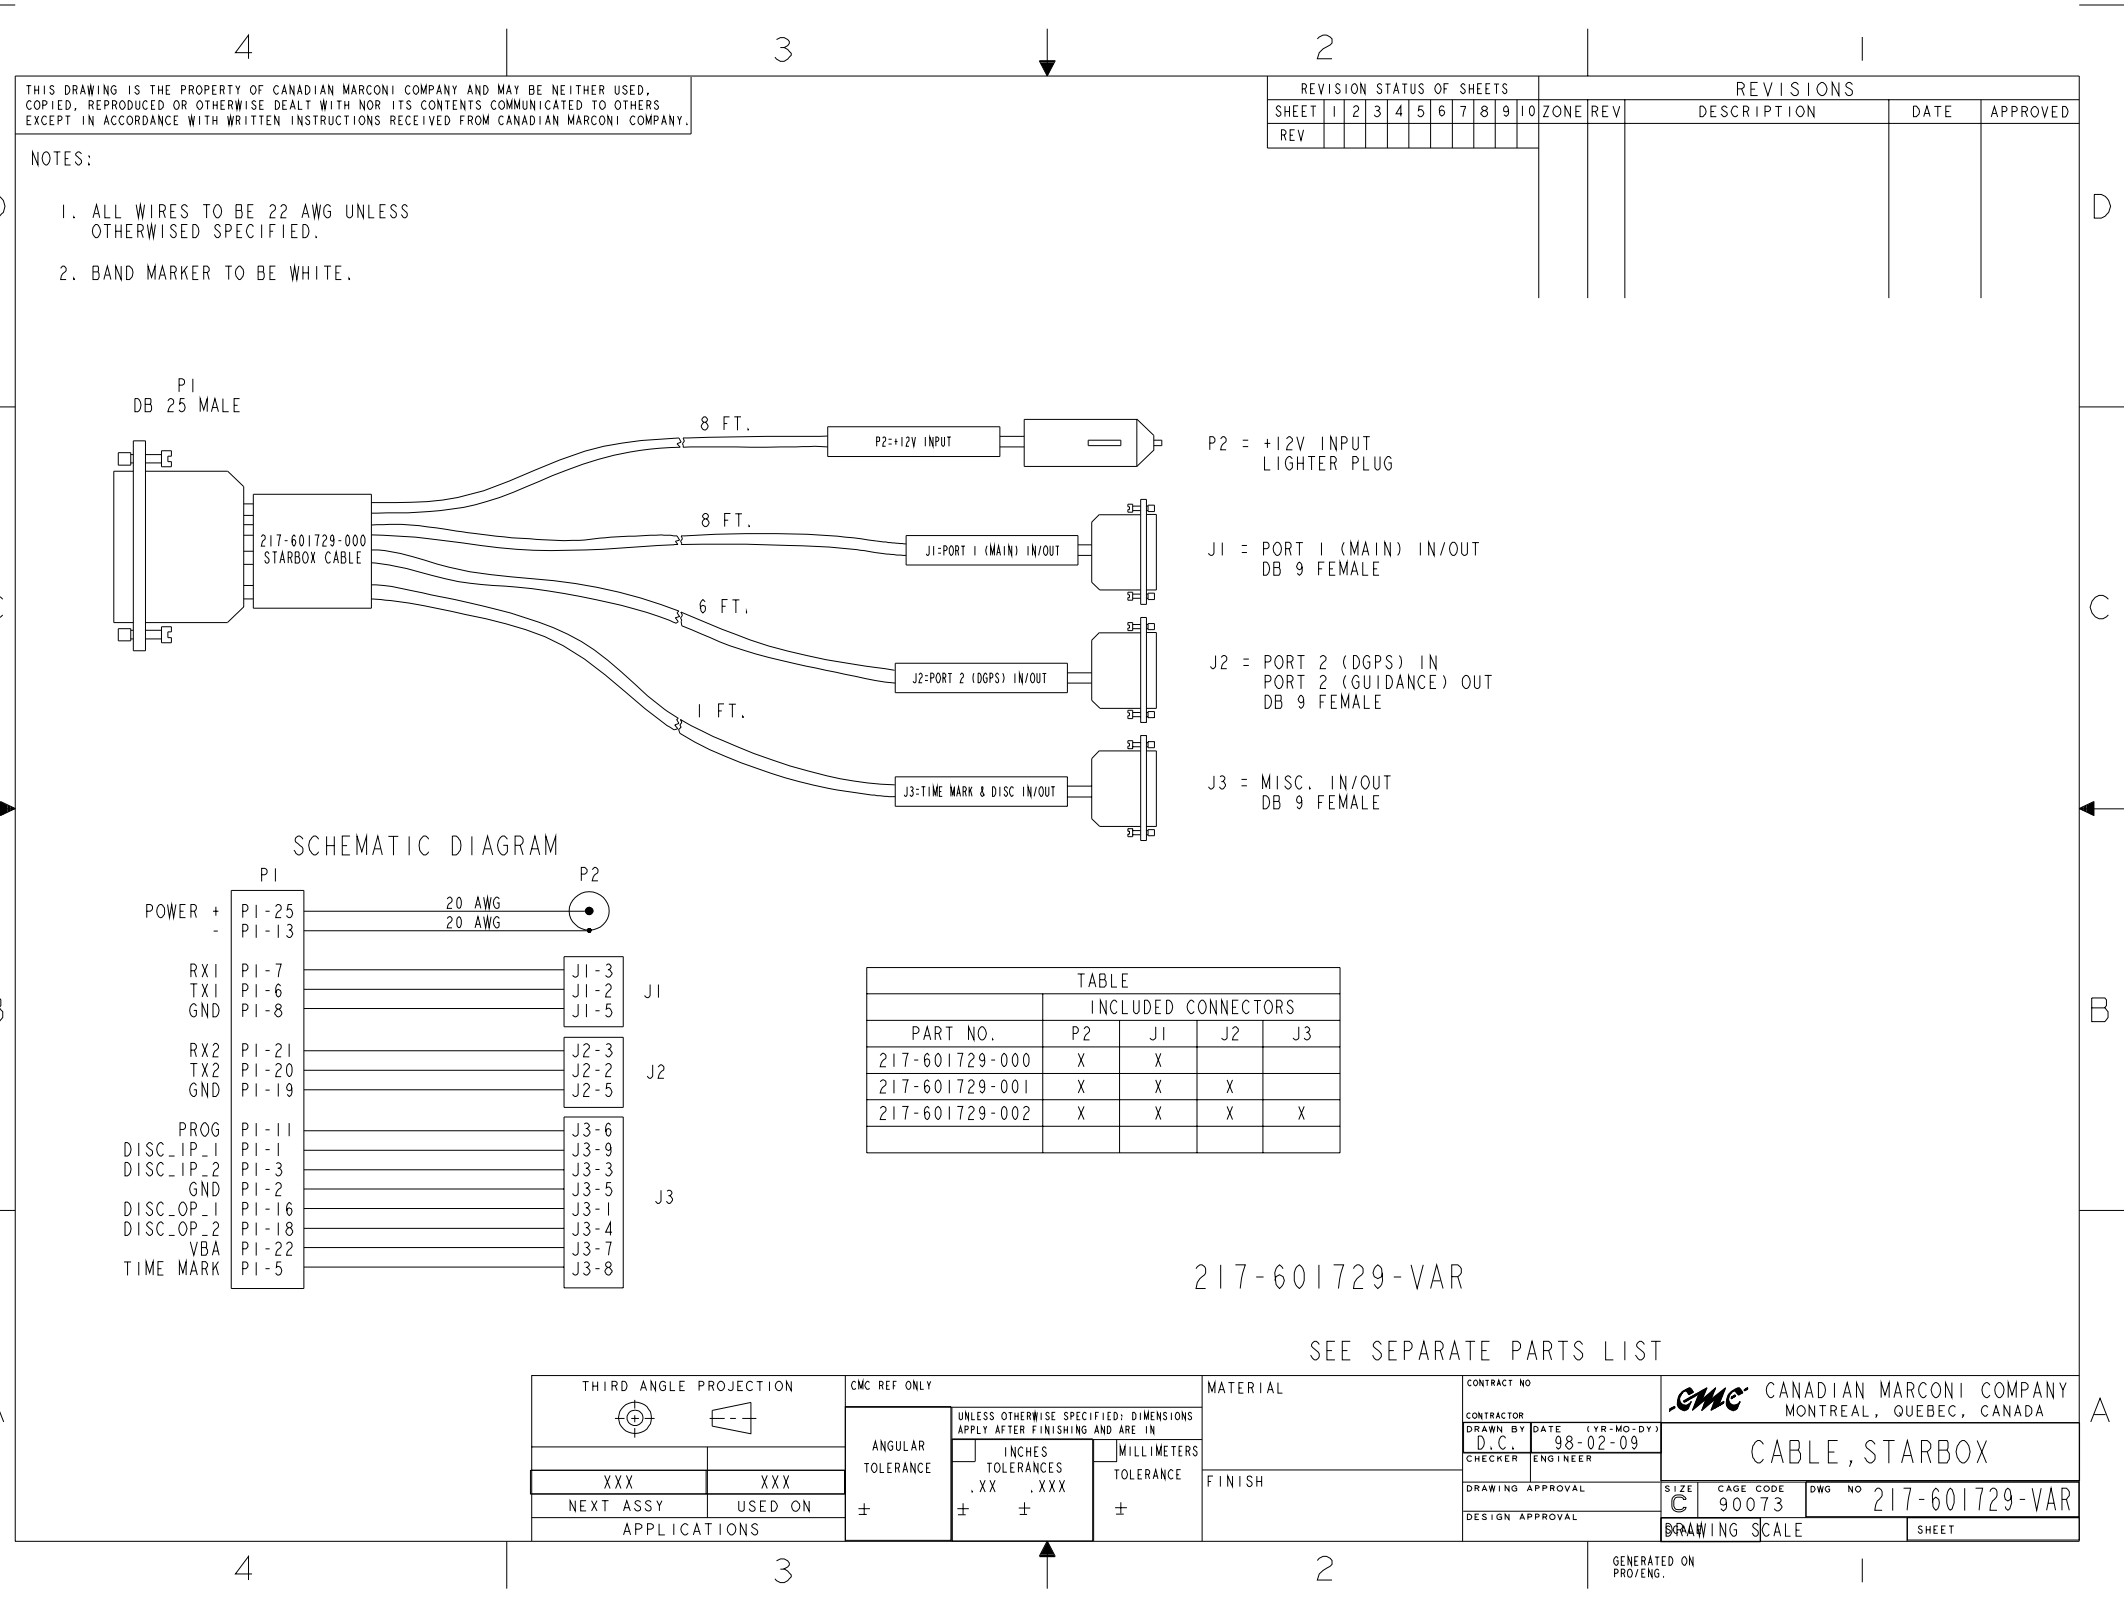 4 3 2 1
THIS DRAWING IS THE PROPERTY OF CANADIAN MARCONI COMPANY AND MAY BE NEITHER USED,
COPIED, REPRODUCED OR OTHERWISE DEALT WITH NOR ITS CONTENTS COMMUNICATED TO OTHERS
EXCEPT IN ACCORDANCE WITH WRITTEN INSTRUCTIONS RECEIVED FROM CANADIAN MARCONI COMPANY.
REVISION STATUS OF SHEETS
SHEET 1 2 3 4 5 6 7 8 9 10
REV
REVISIONS
ZONE REV DESCRIPTION DATE APPROVED
NOTES:
1. ALL WIRES TO BE 22 AWG UNLESS
OTHERWISED SPECIFIED.
2. BAND MARKER TO BE WHITE.
D
P1
DB 25 MALE
217-601729-000
STARBOX CABLE
8 FT.
P2=+12V INPUT
P2 = +12V INPUT
LIGHTER PLUG
8 FT.
J1=PORT 1 (MAIN) IN/OUT
J1 = PORT 1 (MAIN) IN/OUT
DB 9 FEMALE
6 FT.
J2=PORT 2 (DGPS) IN/OUT
J2 = PORT 2 (DGPS) IN
PORT 2 (GUIDANCE) OUT
DB 9 FEMALE
1 FT.
J3=TIME MARK & DISC IN/OUT
J3 = MISC. IN/OUT
DB 9 FEMALE
C
SCHEMATIC DIAGRAM
P1 P2
POWER + P1-25 20 AWG
- P1-13 20 AWG
RX1 P1-7 J1-3
TX1 P1-6 J1-2 J1
GND P1-8 J1-5
RX2 P1-21 J2-3
TX2 P1-20 J2-2 J2
GND P1-19 J2-5
PROG P1-11 J3-6
DISC_IP_1 P1-1 J3-9
DISC_IP_2 P1-3 J3-3
GND P1-2 J3-5 J3
DISC_OP_1 P1-16 J3-1
DISC_OP_2 P1-18 J3-4
VBA P1-22 J3-7
TIME MARK P1-5 J3-8
TABLE
INCLUDED CONNECTORS
PART NO. P2 J1 J2 J3
217-601729-000 X X
217-601729-001 X X X
217-601729-002 X X X X
B
217-601729-VAR
SEE SEPARATE PARTS LIST
THIRD ANGLE PROJECTION
XXX XXX
NEXT ASSY USED ON
APPLICATIONS
CMC REF ONLY
ANGULAR
TOLERANCE
±
UNLESS OTHERWISE SPECIFIED: DIMENSIONS
APPLY AFTER FINISHING AND ARE IN
INCHES
TOLERANCES
.XX .XXX
± ±
MILLIMETERS
TOLERANCE
±
MATERIAL
FINISH
CONTRACT NO
CONTRACTOR
DRAWN BY DATE (YR-MO-DY)
D.C. 98-02-09
CHECKER ENGINEER
DRAWING APPROVAL
DESIGN APPROVAL
CMC CANADIAN MARCONI COMPANY
MONTREAL, QUEBEC, CANADA
CABLE,STARBOX
SIZE CAGE CODE DWG NO
C 90073 217-601729-VAR
DRAWING SCALE SHEET
A
4 3 2 1
GENERATED ON
PRO/ENG.